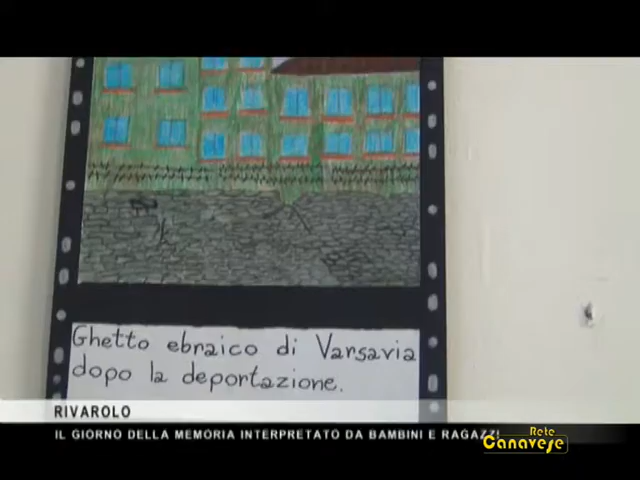 Ghetto ebraico di Varsavia
dopo la deportazione.
RIVAROLO
IL GIORNO DELLA MEMORIA INTERPRETATO DA BAMBINI E RAGAZZI
Rete
Canavese